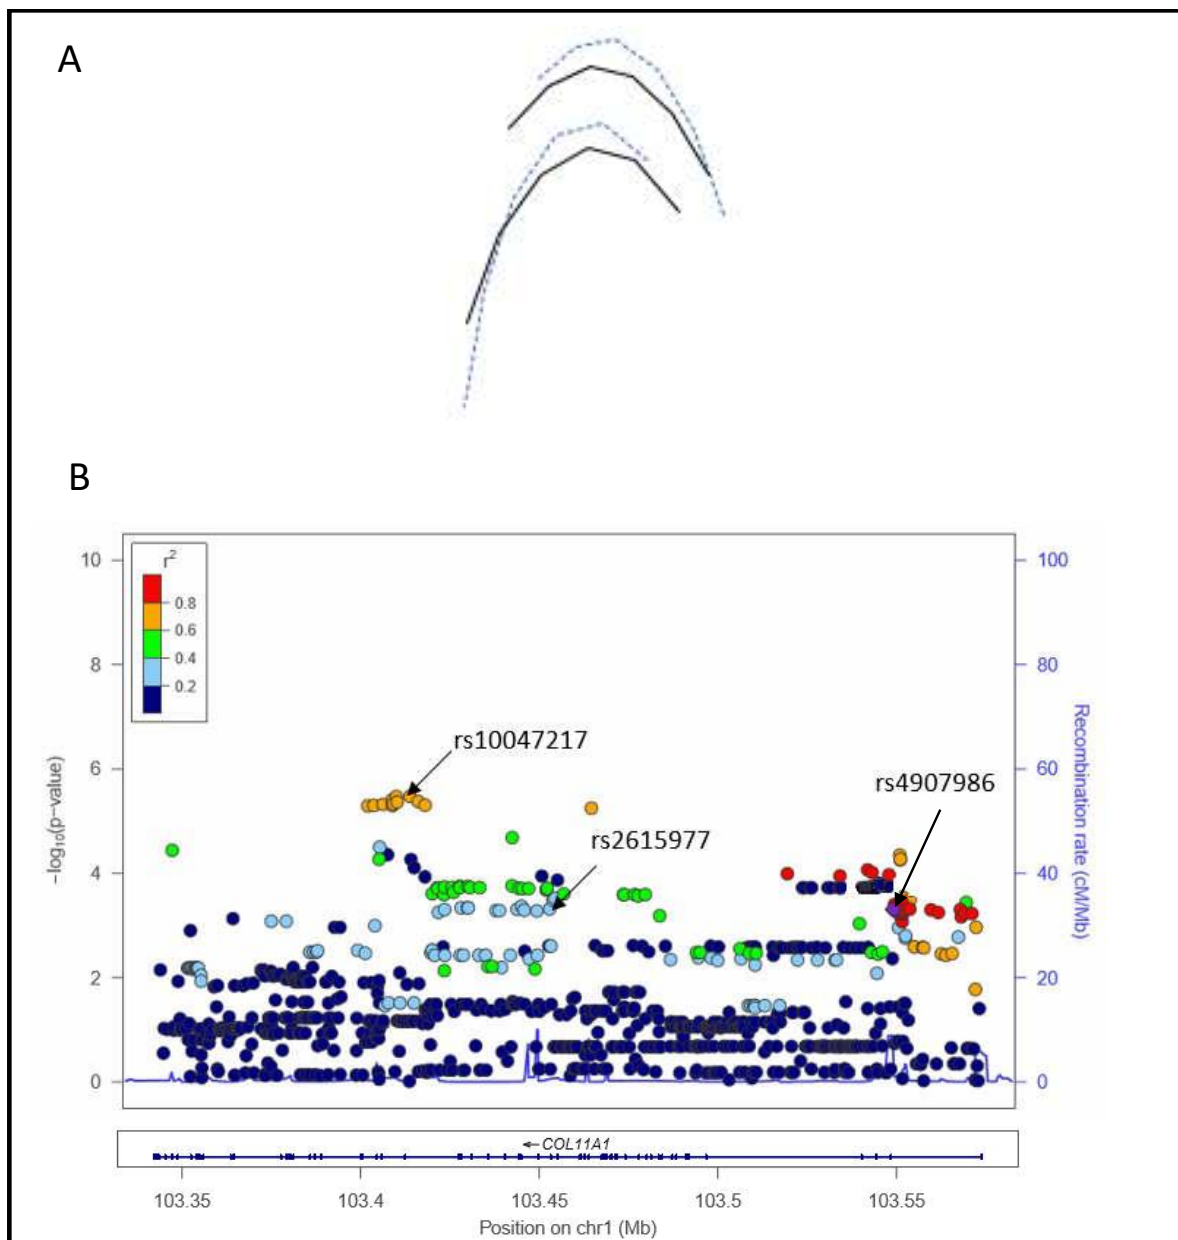 A
B
10
8
6
4
2
0
−log10(p−value)
r2
0.8
0.6
0.4
0.2
rs10047217
rs2615977
rs4907986
100
80
60
40
20
0
Recombination rate (cM/Mb)
←COL11A1
103.35 103.4 103.45 103.5 103.55
Position on chr1 (Mb)